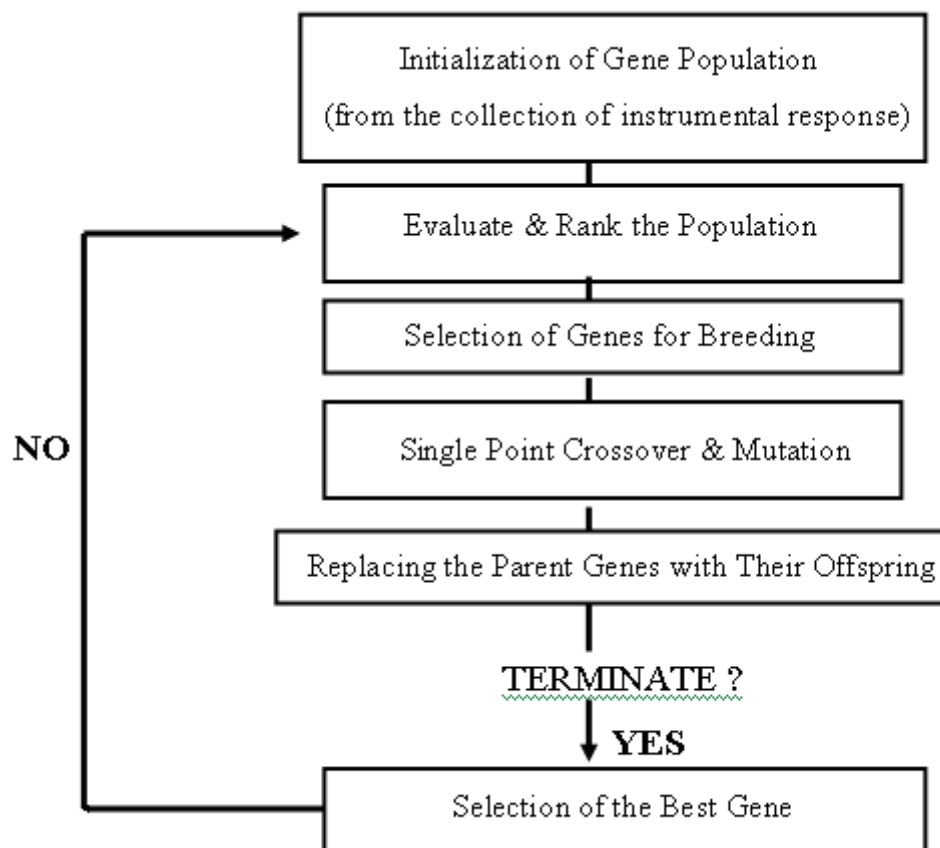 Initialization of Gene Population
(from the collection of instrumental response)
Evaluate & Rank the Population
Selection of Genes for Breeding
NO
Single Point Crossover & Mutation
Replacing the Parent Genes with Their Offspring
TERMINATE ?
YES
Selection of the Best Gene